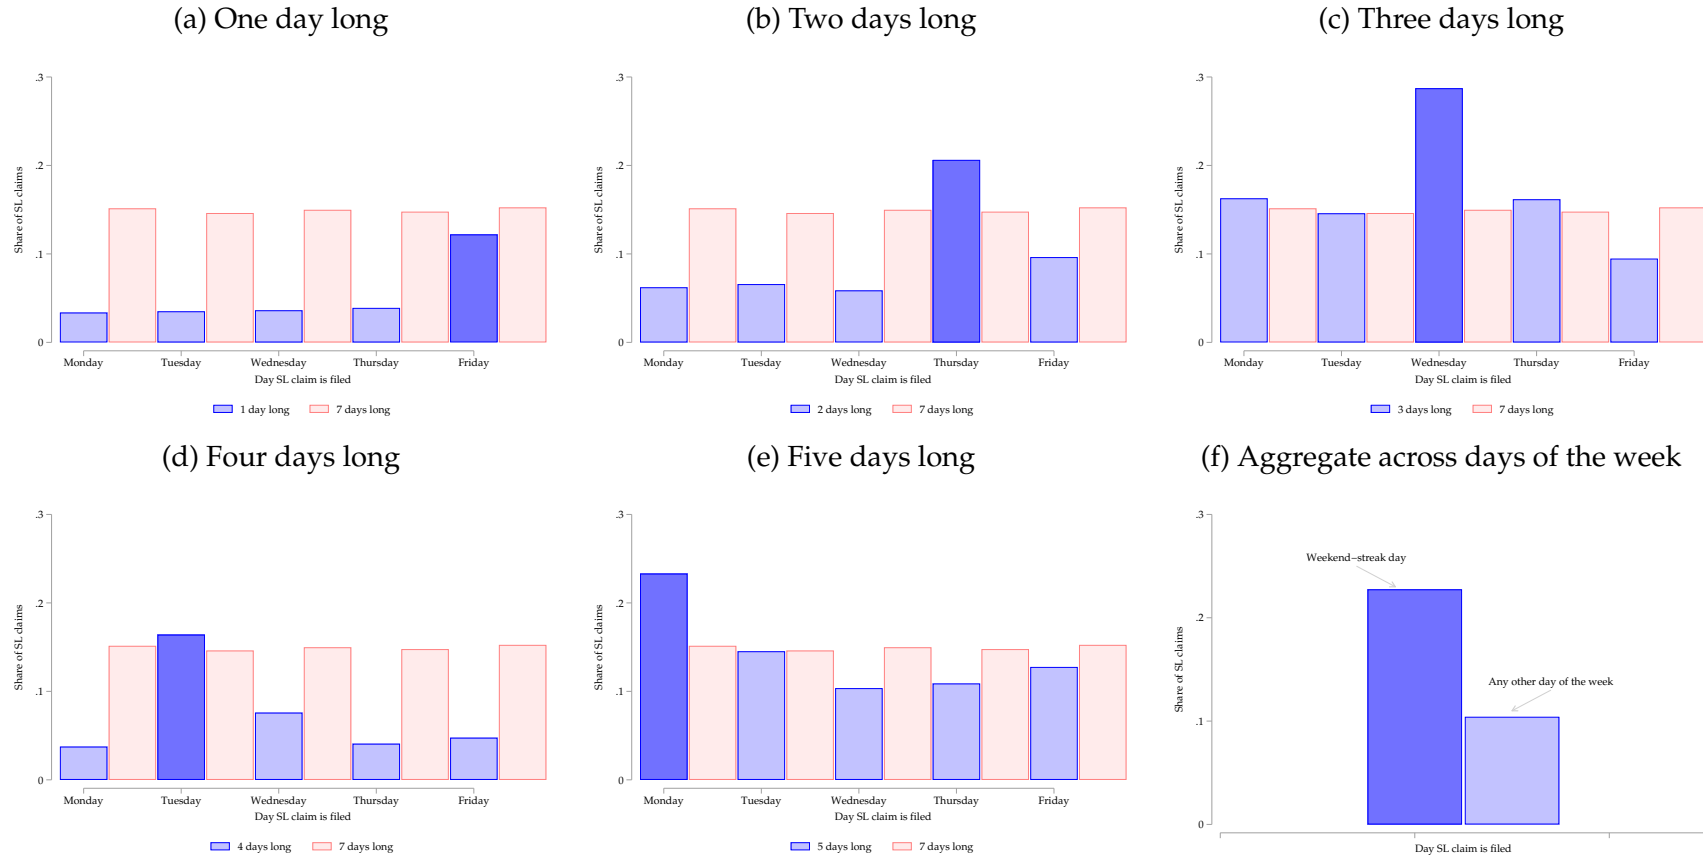 (a) One day long
.3
.2
.1
0
Share of SL claims
Monday Tuesday Wednesday Thursday Friday
Day SL claim is filed
1 day long 7 days long
(b) Two days long
.3
.2
.1
0
Share of SL claims
Monday Tuesday Wednesday Thursday Friday
Day SL claim is filed
2 days long 7 days long
(c) Three days long
.3
.2
.1
0
Share of SL claims
Monday Tuesday Wednesday Thursday Friday
Day SL claim is filed
3 days long 7 days long
(d) Four days long
.3
.2
.1
0
Share of SL claims
Monday Tuesday Wednesday Thursday Friday
Day SL claim is filed
4 days long 7 days long
(e) Five days long
.3
.2
.1
0
Share of SL claims
Monday Tuesday Wednesday Thursday Friday
Day SL claim is filed
5 days long 7 days long
(f) Aggregate across days of the week
.3
.2
.1
0
Share of SL claims
Weekend–streak day
Any other day of the week
Day SL claim is filed